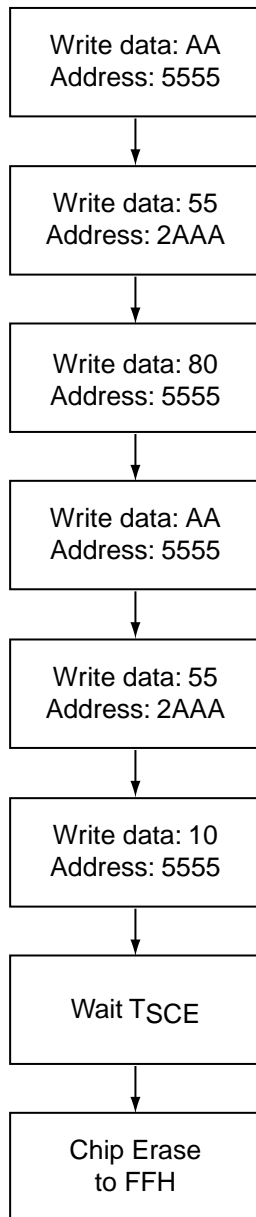 Write data: AA
Address: 5555
Write data: 55
Address: 2AAA
Write data: 80
Address: 5555
Write data: AA
Address: 5555
Write data: 55
Address: 2AAA
Write data: 10
Address: 5555
Wait TSCE
Chip Erase
to FFH